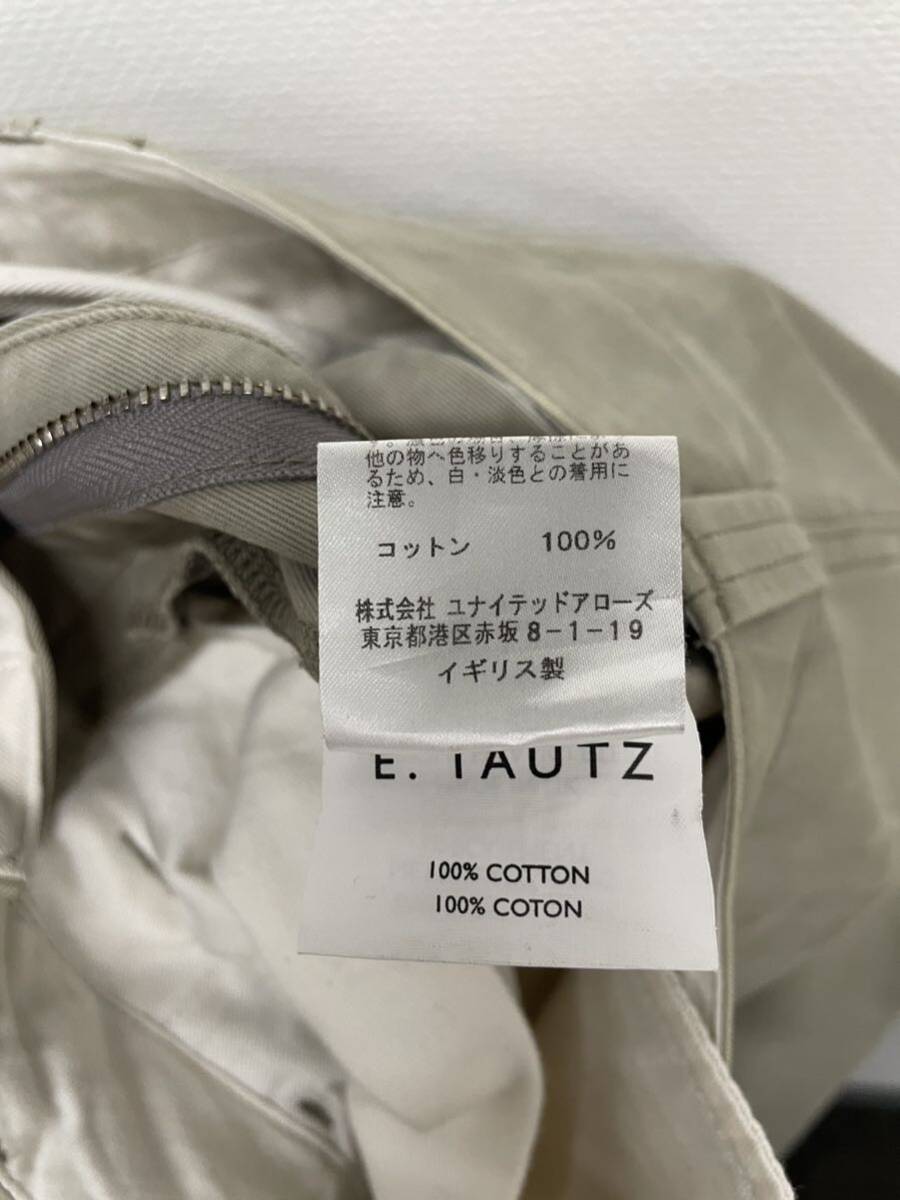 他の物へ色移りすることがあ
るため、白・淡色との着用に
注意。
コットン 100%
株式会社 ユナイテッドアローズ
東京都港区赤坂8-1-19
イギリス製
E. TAUTZ
100% COTTON
100% COTON